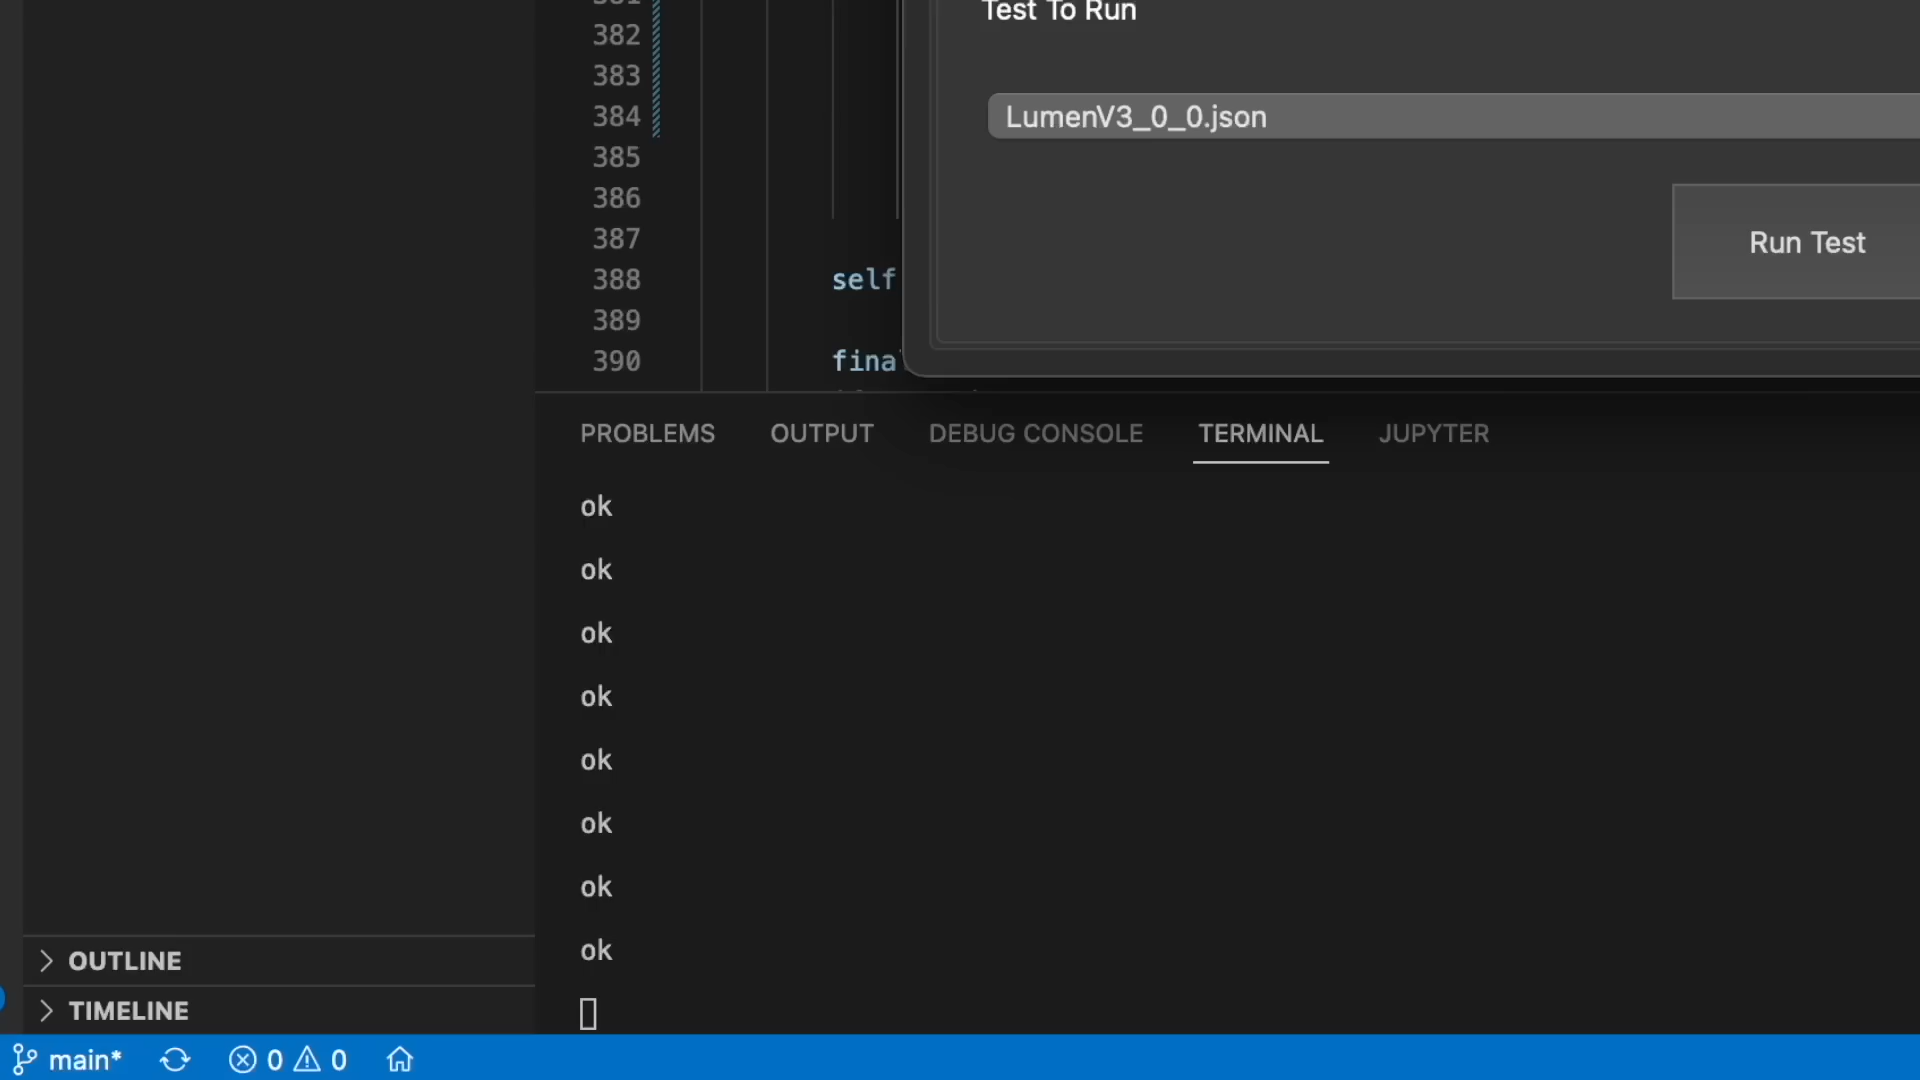 381
382
383
384
385
386
387
388
389
390
self
fina
Test To Run
LumenV3_0_0.json
Run Test
PROBLEMS OUTPUT DEBUG CONSOLE TERMINAL JUPYTER
ok
ok
ok
ok
ok
ok
ok
ok
OUTLINE
TIMELINE
main* 0 0